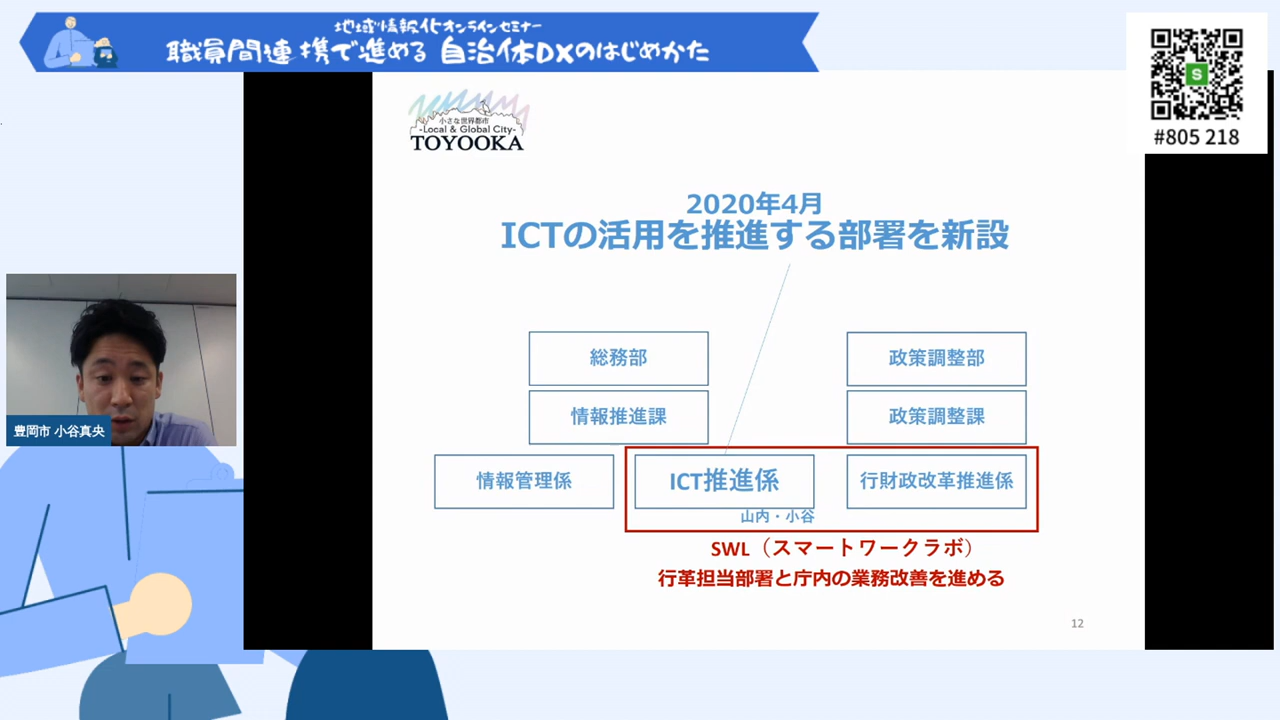 地域情報化オンラインセミナー
職員間連携で進める 自治体DXのはじめかた
S
#805 218
小さな世界都市
-Local & Global City-
TOYOOKA
2020年4月
ICTの活用を推進する部署を新設
総務部
政策調整部
情報推進課
政策調整課
情報管理係
ICT推進係
行財政改革推進係
山内・小谷
SWL（スマートワークラボ）
行革担当部署と庁内の業務改善を進める
豊岡市 小谷真央
12